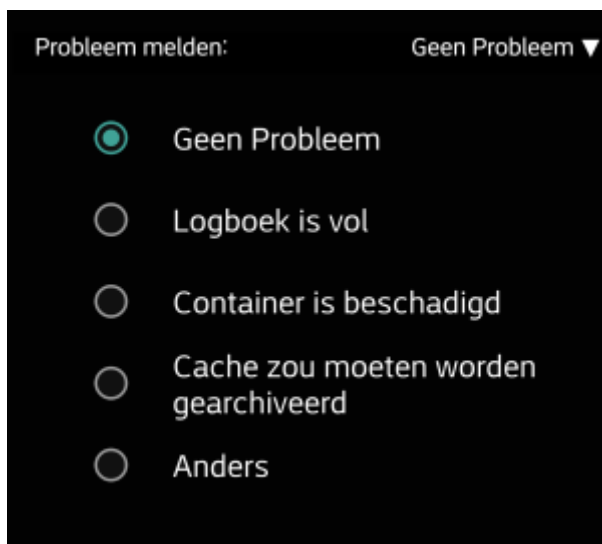 Probleem melden: Geen Probleem ▼
Geen Probleem
Logboek is vol
Container is beschadigd
Cache zou moeten worden
gearchiveerd
Anders